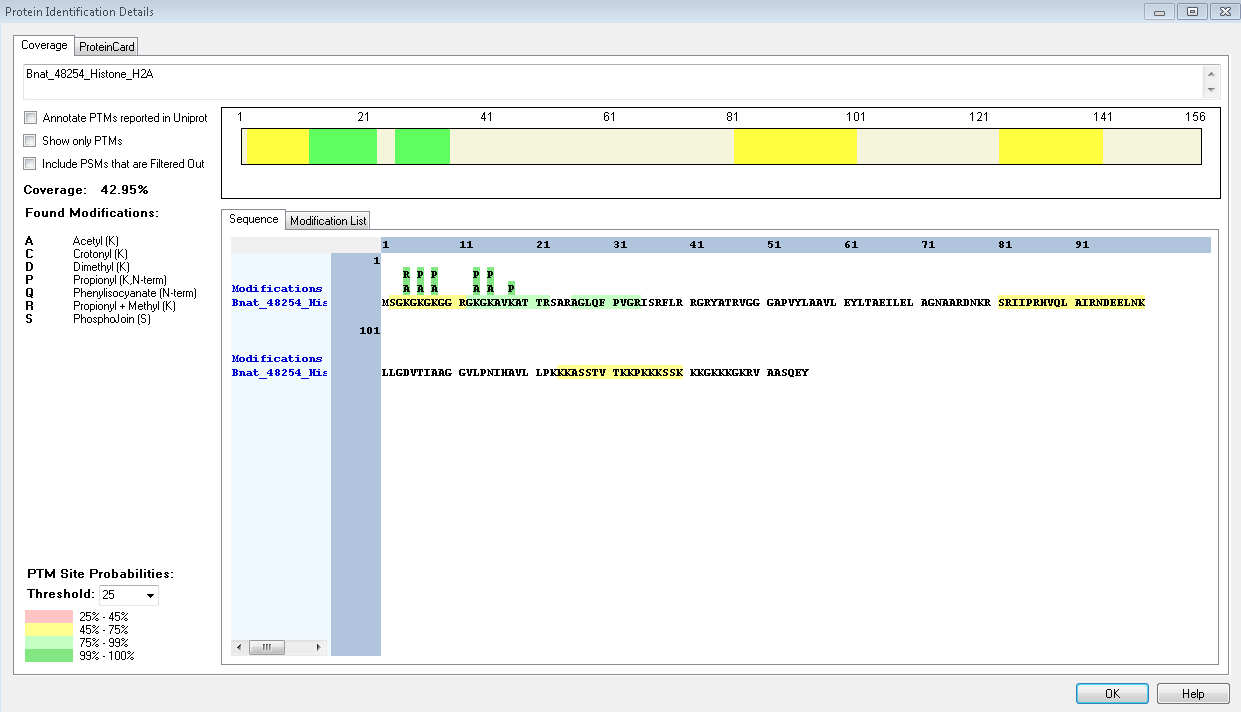 Protein Identification Details
Coverage ProteinCard
Bnat_48254_Histone_H2A
Annotate PTMs reported in Uniprot
Show only PTMs
Include PSMs that are Filtered Out
Coverage: 42.95%
Found Modifications:
A Acetyl (K)
C Crotonyl (K)
D Dimethyl (K)
P Propionyl (K,N-term)
Q Phenylisocyanate (N-term)
R Propionyl + Methyl (K)
S PhosphoJoin (S)
1 21 41 61 81 101 121 141 156
Sequence Modification List
1 11 21 31 41 51 61 71 81 91
1
R P P P P
Modifications A A A A A P
Bnat_48254_His MSGKGKGKGG RGKGKAVKAT TRSARAGLQF PVGRISRFLR RGRYATRVGG GAPVYLAAVL EYLTAEILEL AGNAARDNKR SRIIPRHVQL AIRNDEELNK
101
Modifications
Bnat_48254_His LLGDVTIAAG GVLPNIHAVL LPKKKASSTV TKKPKKKSSK KKGKKKGKRV AASQEY
PTM Site Probabilities:
Threshold: 25
25% - 45%
45% - 75%
75% - 99%
99% - 100%
OK Help